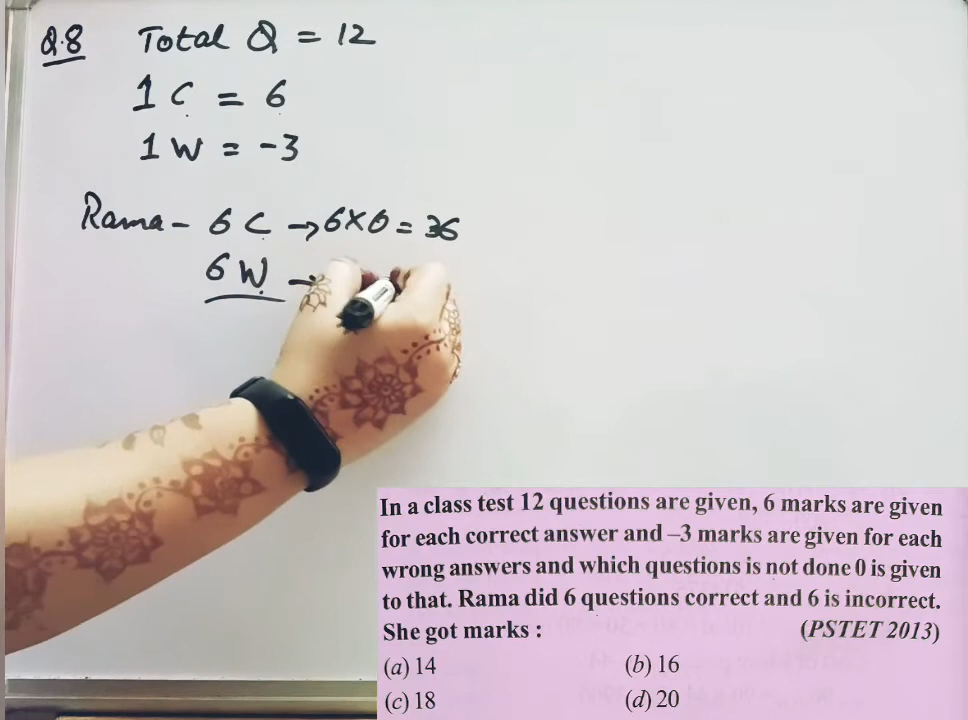 Q.8 Total Q = 12
1 C = 6
1 W = -3
Rama - 6 C → 6×6 = 36
6 W →
In a class test 12 questions are given, 6 marks are given
for each correct answer and –3 marks are given for each
wrong answers and which questions is not done 0 is given
to that. Rama did 6 questions correct and 6 is incorrect.
She got marks : (PSTET 2013)
(a) 14 (b) 16
(c) 18 (d) 20